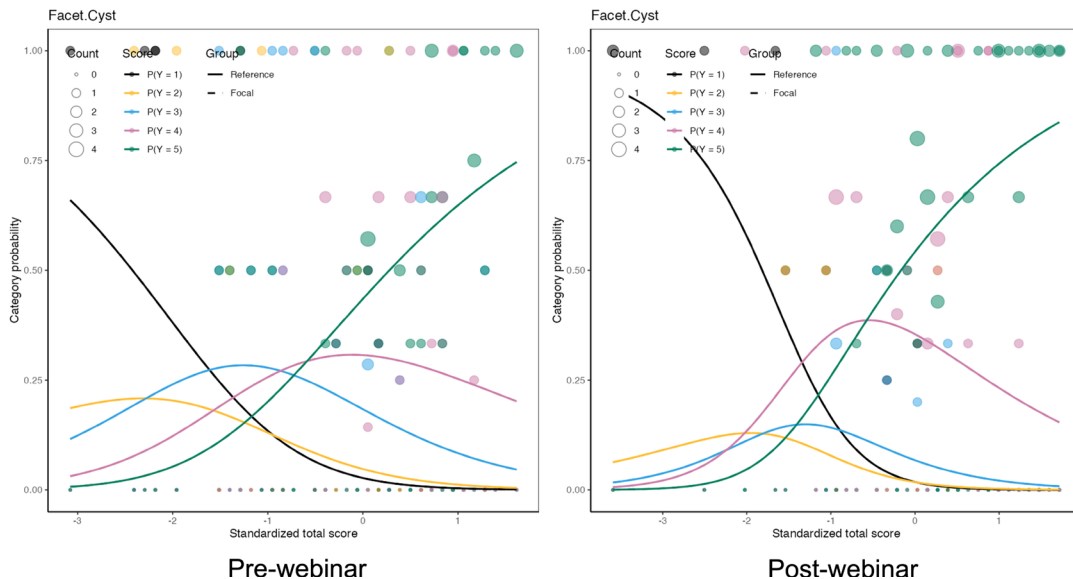 Facet.Cyst
Count
Score
Group
0
1
2
3
4
P(Y = 1)
P(Y = 2)
P(Y = 3)
P(Y = 4)
P(Y = 5)
Reference
Focal
Category probability
1.00
0.75
0.50
0.25
0.00
-3
-2
-1
0
1
Standardized total score
Pre-webinar
Facet.Cyst
Count
Score
Group
0
1
2
3
4
P(Y = 1)
P(Y = 2)
P(Y = 3)
P(Y = 4)
P(Y = 5)
Reference
Focal
Category probability
1.00
0.75
0.50
0.25
0.00
-3
-2
-1
0
1
Standardized total score
Post-webinar